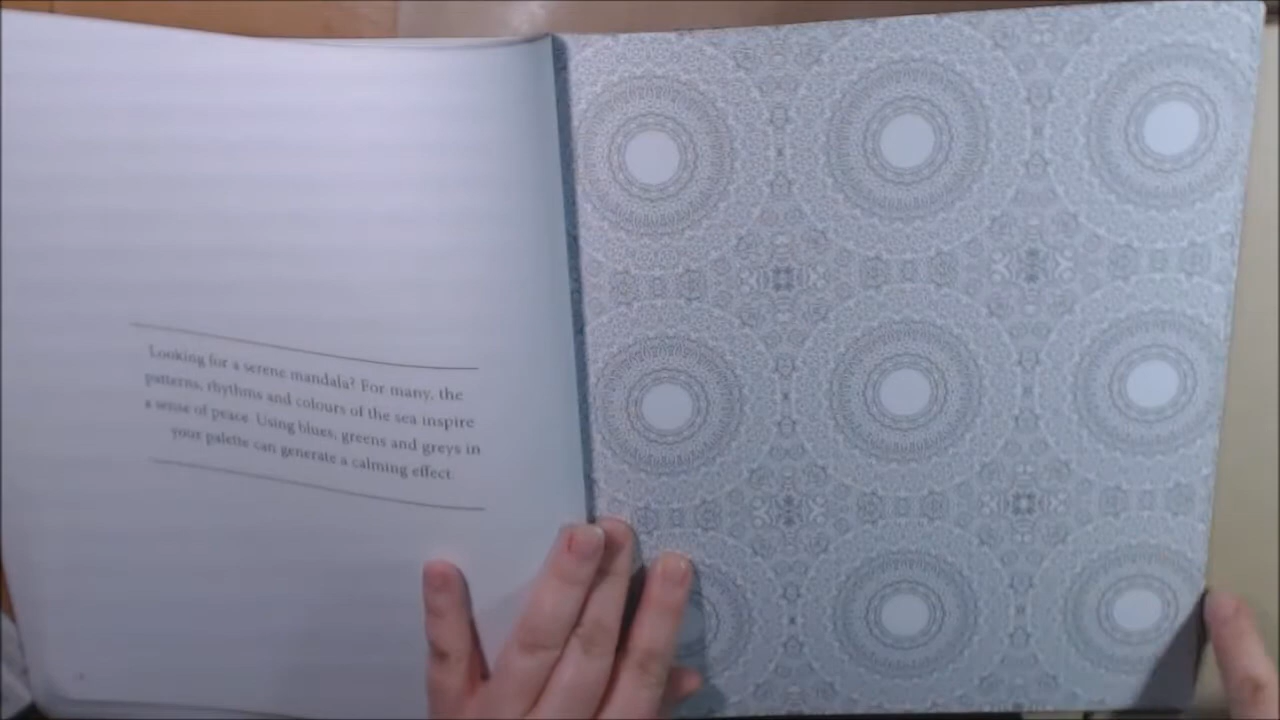 Looking for a serene mandala? For many, the
patterns, rhythms and colours of the sea inspire
a sense of peace. Using blues, greens and greys in
your palette can generate a calming effect.